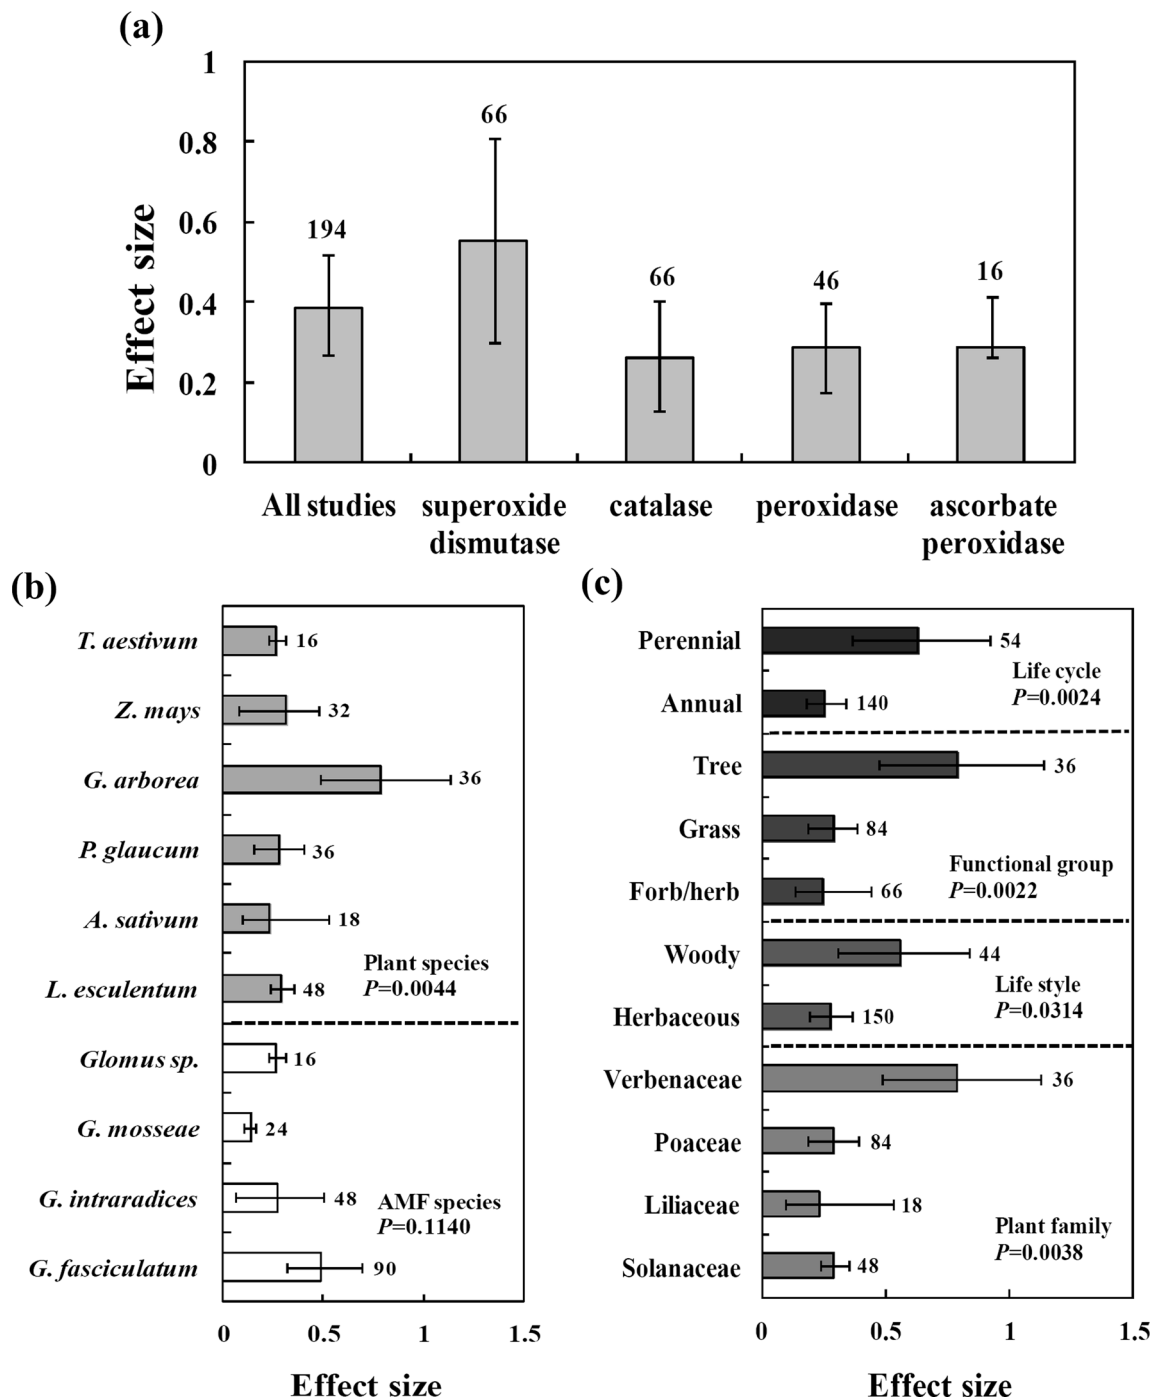 (a)
1
0.8
0.6
0.4
0.2
0
Effect size
194
66
66
46
16
All studies
superoxide
dismutase
catalase
peroxidase
ascorbate
peroxidase
(b)
T. aestivum
16
Z. mays
32
G. arborea
36
P. glaucum
36
A. sativum
18
L. esculentum
48
Plant species
P=0.0044
Glomus sp.
16
G. mosseae
24
G. intraradices
48
AMF species
P=0.1140
G. fasciculatum
90
0
0.5
1
1.5
Effect size
(c)
Perennial
54
Life cycle
P=0.0024
Annual
140
Tree
36
Grass
84
Functional group
P=0.0022
Forb/herb
66
Woody
44
Life style
P=0.0314
Herbaceous
150
Verbenaceae
36
Poaceae
84
Liliaceae
18
Plant family
P=0.0038
Solanaceae
48
0
0.5
1
1.5
Effect size